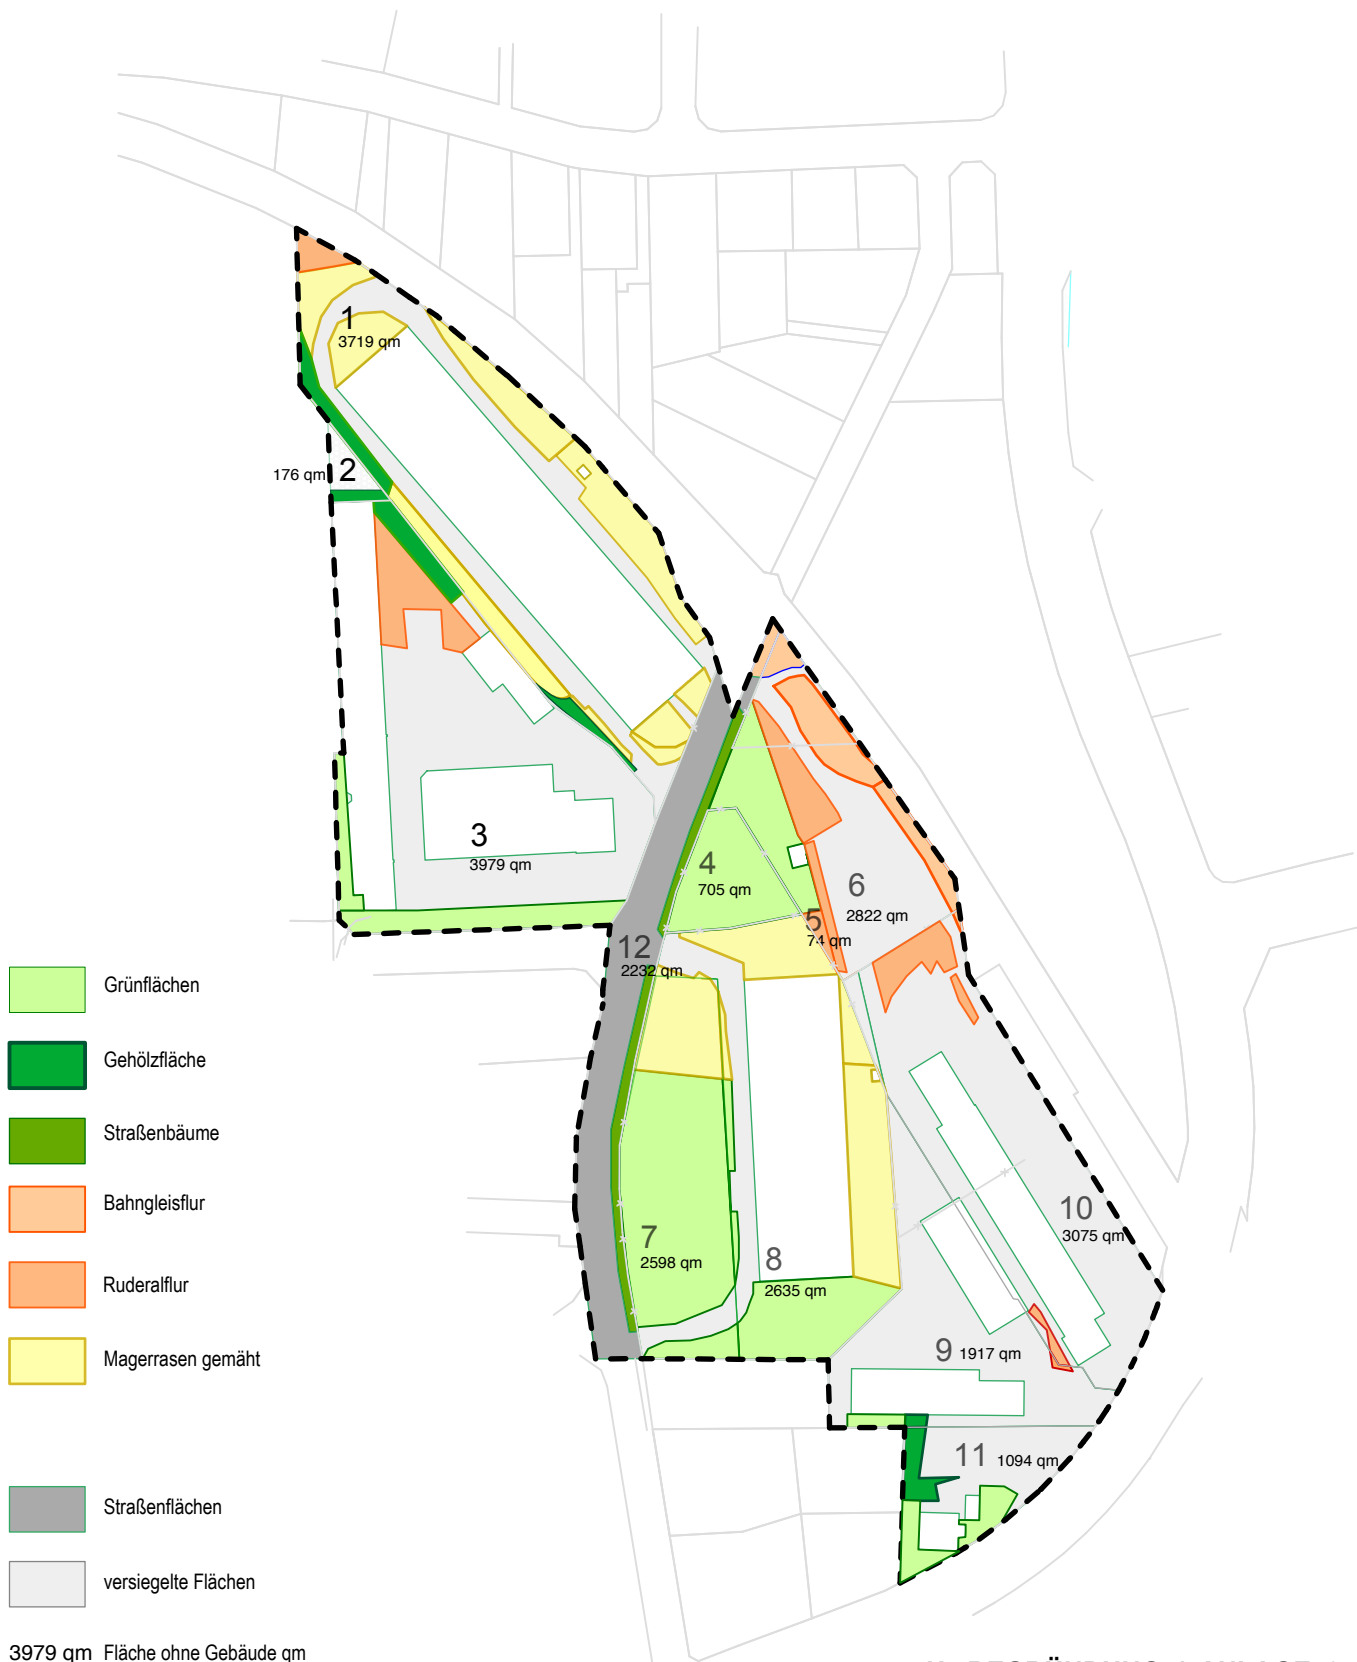 1
3719 qm
176 qm 2
3
3979 qm
4
705 qm
5
74 qm
6
2822 qm
12
2232 qm
7
2598 qm
8
2635 qm
10
3075 qm
9 1917 qm
11 1094 qm
Grünflächen
Gehölzfläche
Straßenbäume
Bahngleisflur
Ruderalflur
Magerrasen gemäht
Straßenflächen
versiegelte Flächen
3979 qm Fläche ohne Gebäude qm